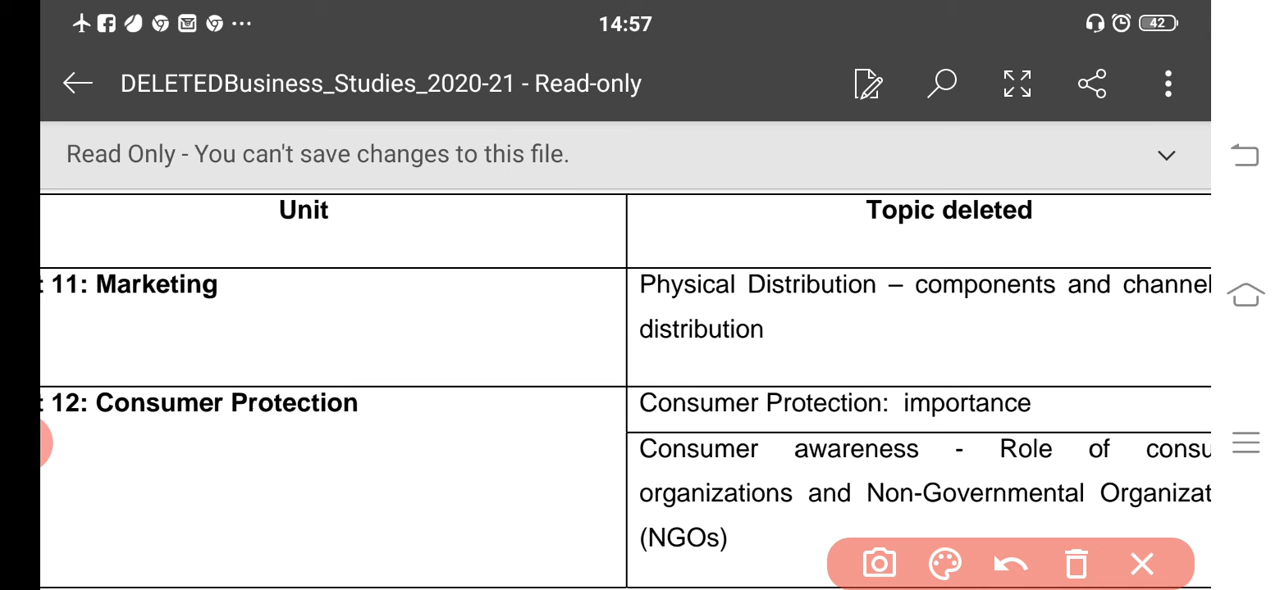 14:57
42
DELETEDBusiness_Studies_2020-21 - Read-only
Read Only - You can't save changes to this file.
Unit
Topic deleted
11: Marketing
Physical Distribution – components and channel
distribution
12: Consumer Protection
Consumer Protection: importance
Consumer awareness - Role of consu
organizations and Non-Governmental Organizat
(NGOs)